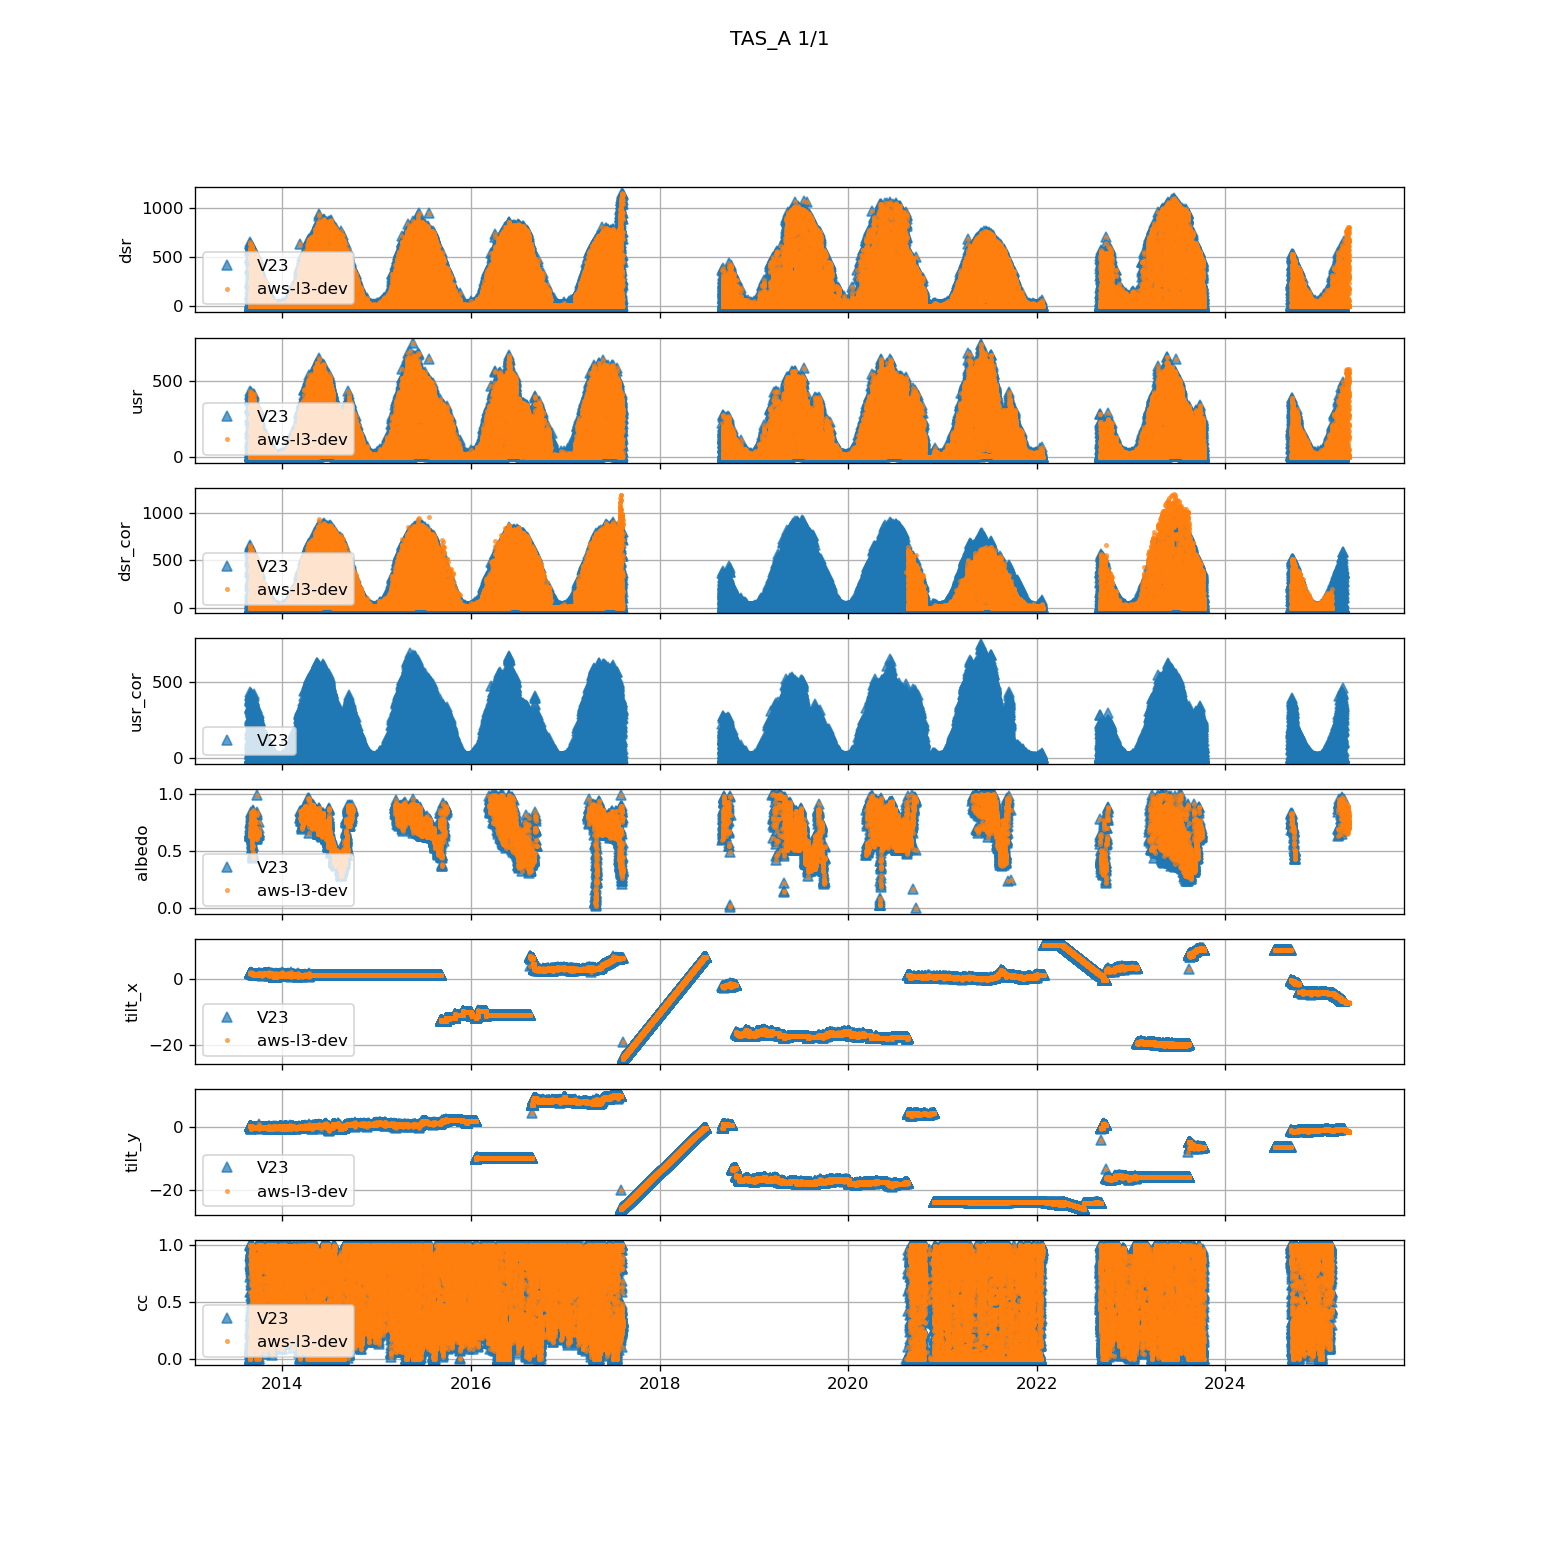 TAS_A 1/1
dsr
1000
500
0
V23
aws-l3-dev
usr
500
0
V23
aws-l3-dev
dsr_cor
1000
500
0
V23
aws-l3-dev
usr_cor
500
0
V23
albedo
1.0
0.5
0.0
V23
aws-l3-dev
tilt_x
0
−20
V23
aws-l3-dev
tilt_y
0
−20
V23
aws-l3-dev
cc
1.0
0.5
0.0
V23
aws-l3-dev
2014 2016 2018 2020 2022 2024